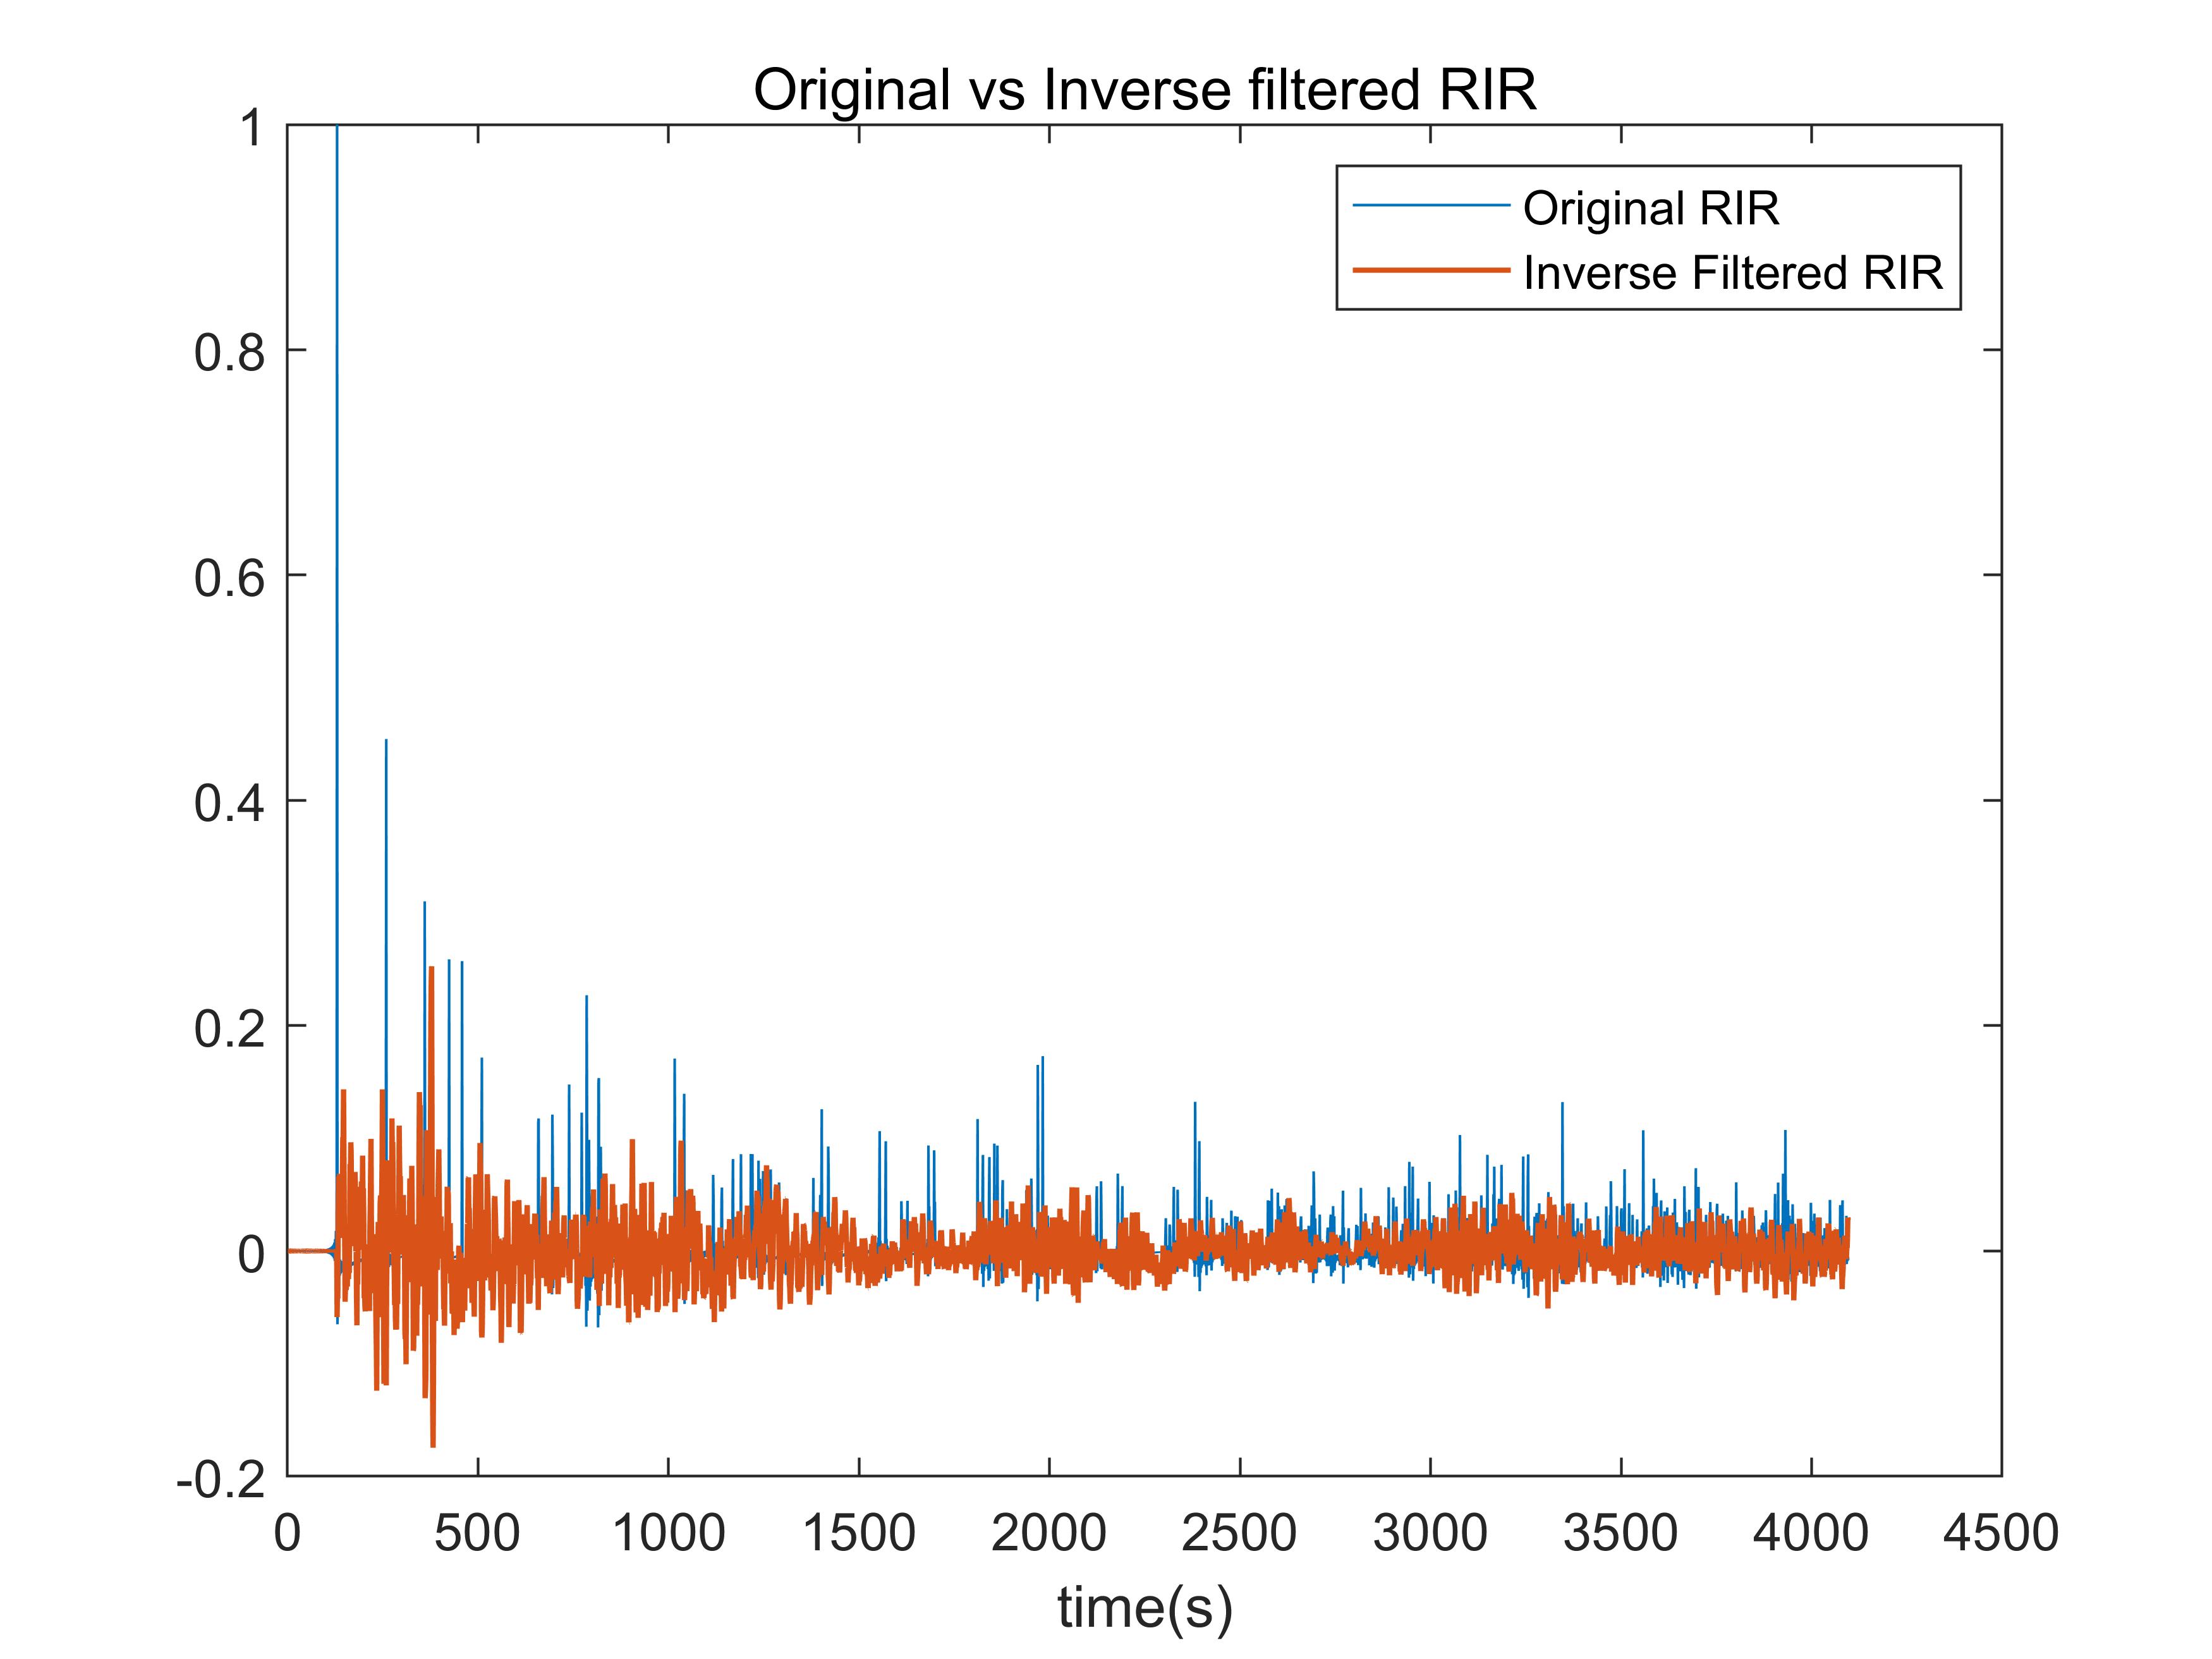 Original vs Inverse filtered RIR
1
Original RIR
Inverse Filtered RIR
0.8
0.6
0.4
0.2
0
-0.2
0 500 1000 1500 2000 2500 3000 3500 4000 4500
time(s)